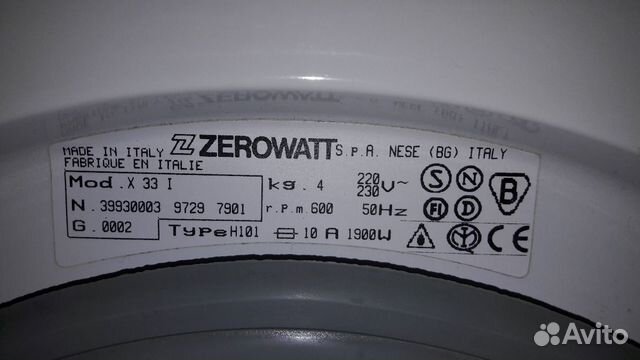 MADE IN ITALY
FABRIQUE EN ITALIE
ZEROWATT S.P.A. NESE (BG) ITALY
Mod. X 33 I
kg. 4
220
230 V~
N. 39930003 9729 7901
r.P.m 600
50Hz
G. 0002
TYPe H101
10 A 1900W
S N B
FI D
CE
Avito